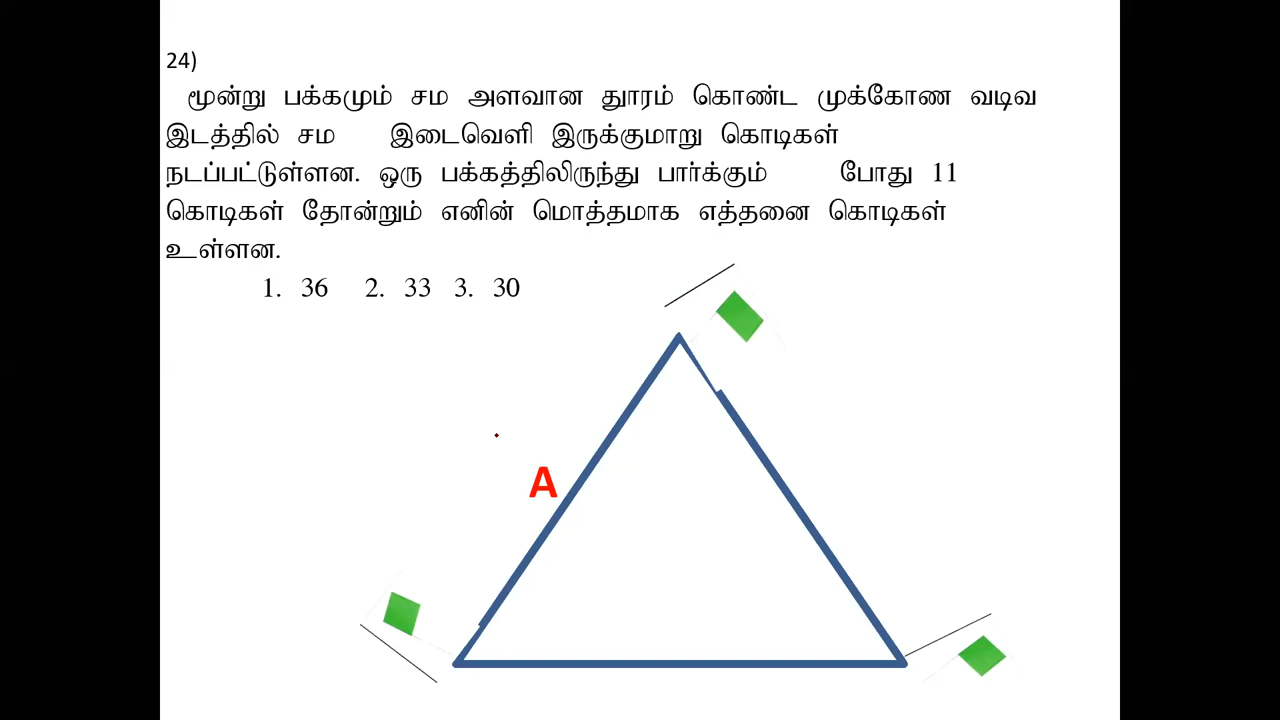 24)
மூன்று பக்கமும் சம அளவான துாரம் கொண்ட முக்கோண வடிவ
இடத்தில் சம இடைவெளி இருக்குமாறு கொடிகள்
நடப்பட்டுள்ளன. ஒரு பக்கத்திலிருந்து பார்க்கும் போது 11
கொடிகள் தோன்றும் எனின் மொத்தமாக எத்தனை கொடிகள்
உள்ளன.
1. 36 2. 33 3. 30
A